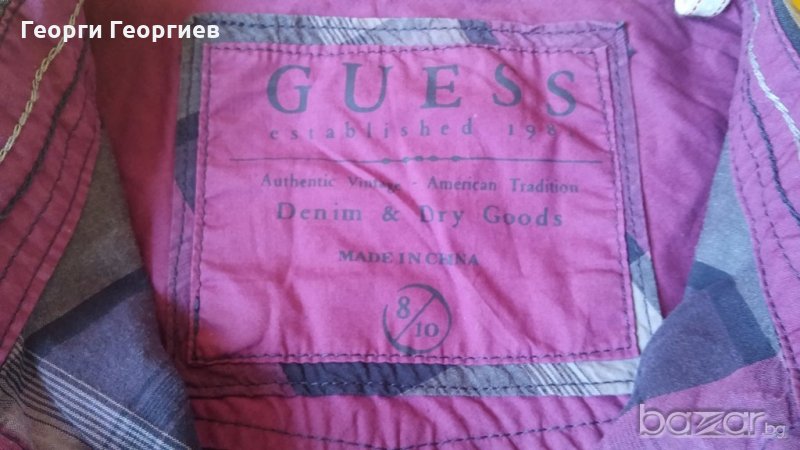 Георги Георгиев
GUESS
established 198
Authentic Vintage - American Tradition
Denim & Dry Goods
MADE IN CHINA
8/10
bazar.bg